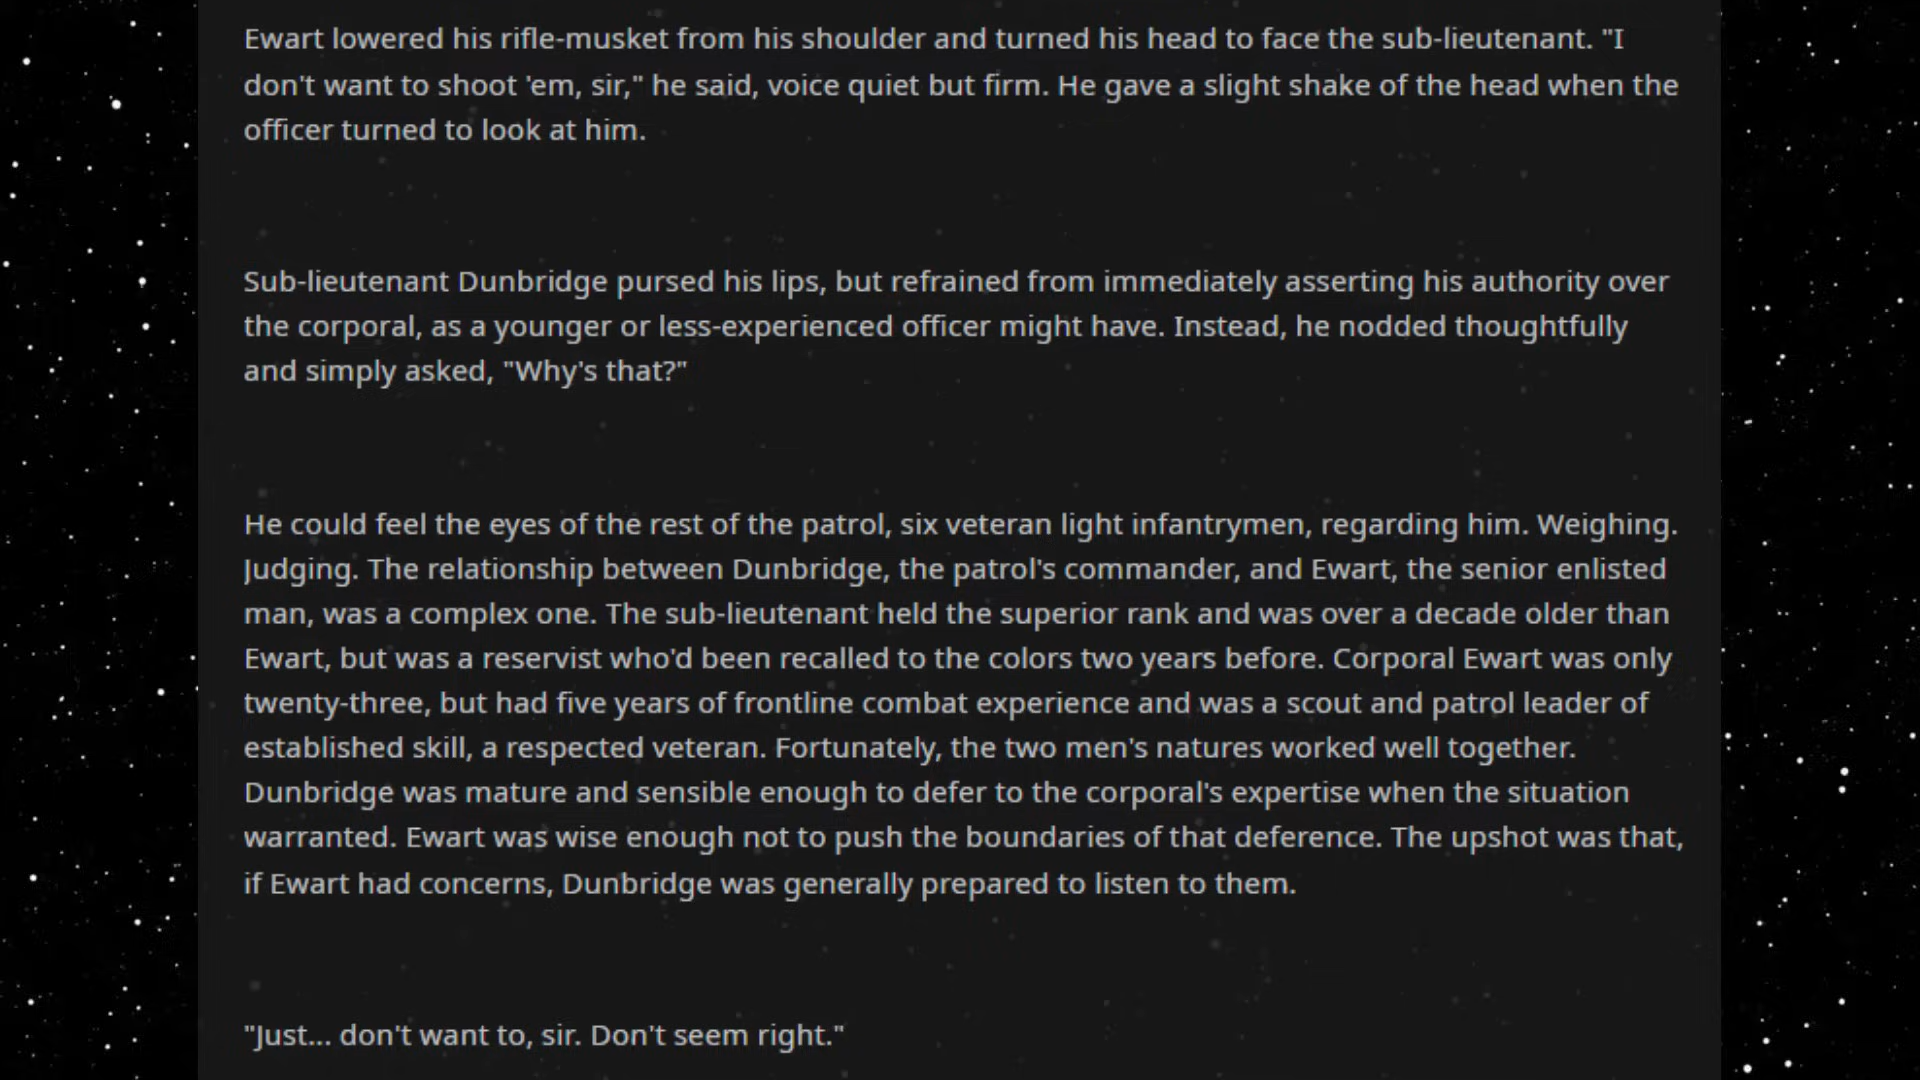 Ewart lowered his rifle-musket from his shoulder and turned his head to face the sub-lieutenant. "I
don't want to shoot 'em, sir," he said, voice quiet but firm. He gave a slight shake of the head when the
officer turned to look at him.
Sub-lieutenant Dunbridge pursed his lips, but refrained from immediately asserting his authority over
the corporal, as a younger or less-experienced officer might have. Instead, he nodded thoughtfully
and simply asked, "Why's that?"
He could feel the eyes of the rest of the patrol, six veteran light infantrymen, regarding him. Weighing.
Judging. The relationship between Dunbridge, the patrol's commander, and Ewart, the senior enlisted
man, was a complex one. The sub-lieutenant held the superior rank and was over a decade older than
Ewart, but was a reservist who'd been recalled to the colors two years before. Corporal Ewart was only
twenty-three, but had five years of frontline combat experience and was a scout and patrol leader of
established skill, a respected veteran. Fortunately, the two men's natures worked well together.
Dunbridge was mature and sensible enough to defer to the corporal's expertise when the situation
warranted. Ewart was wise enough not to push the boundaries of that deference. The upshot was that,
if Ewart had concerns, Dunbridge was generally prepared to listen to them.
"Just... don't want to, sir. Don't seem right."